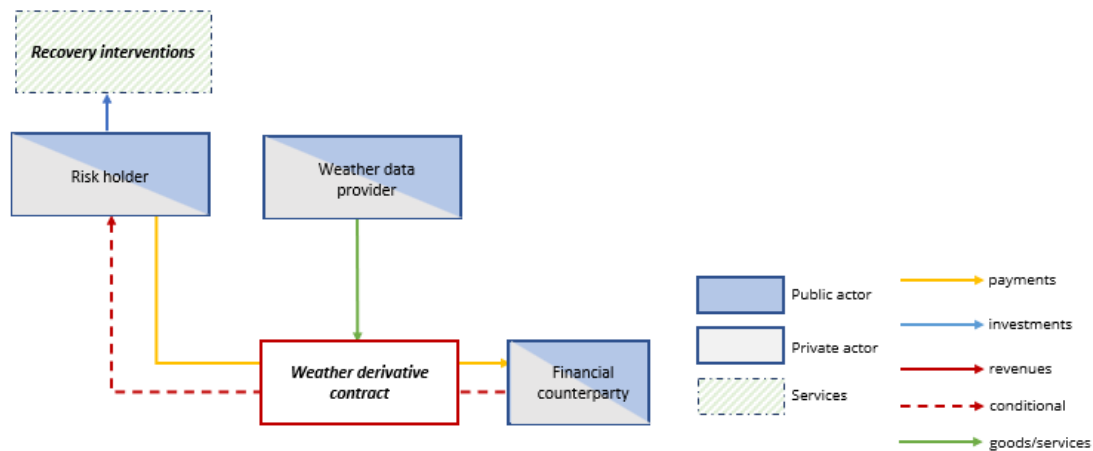 Recovery interventions
Risk holder
Weather data
provider
Weather derivative
contract
Financial
counterparty
Public actor
Private actor
Services
payments
investments
revenues
conditional
goods/services